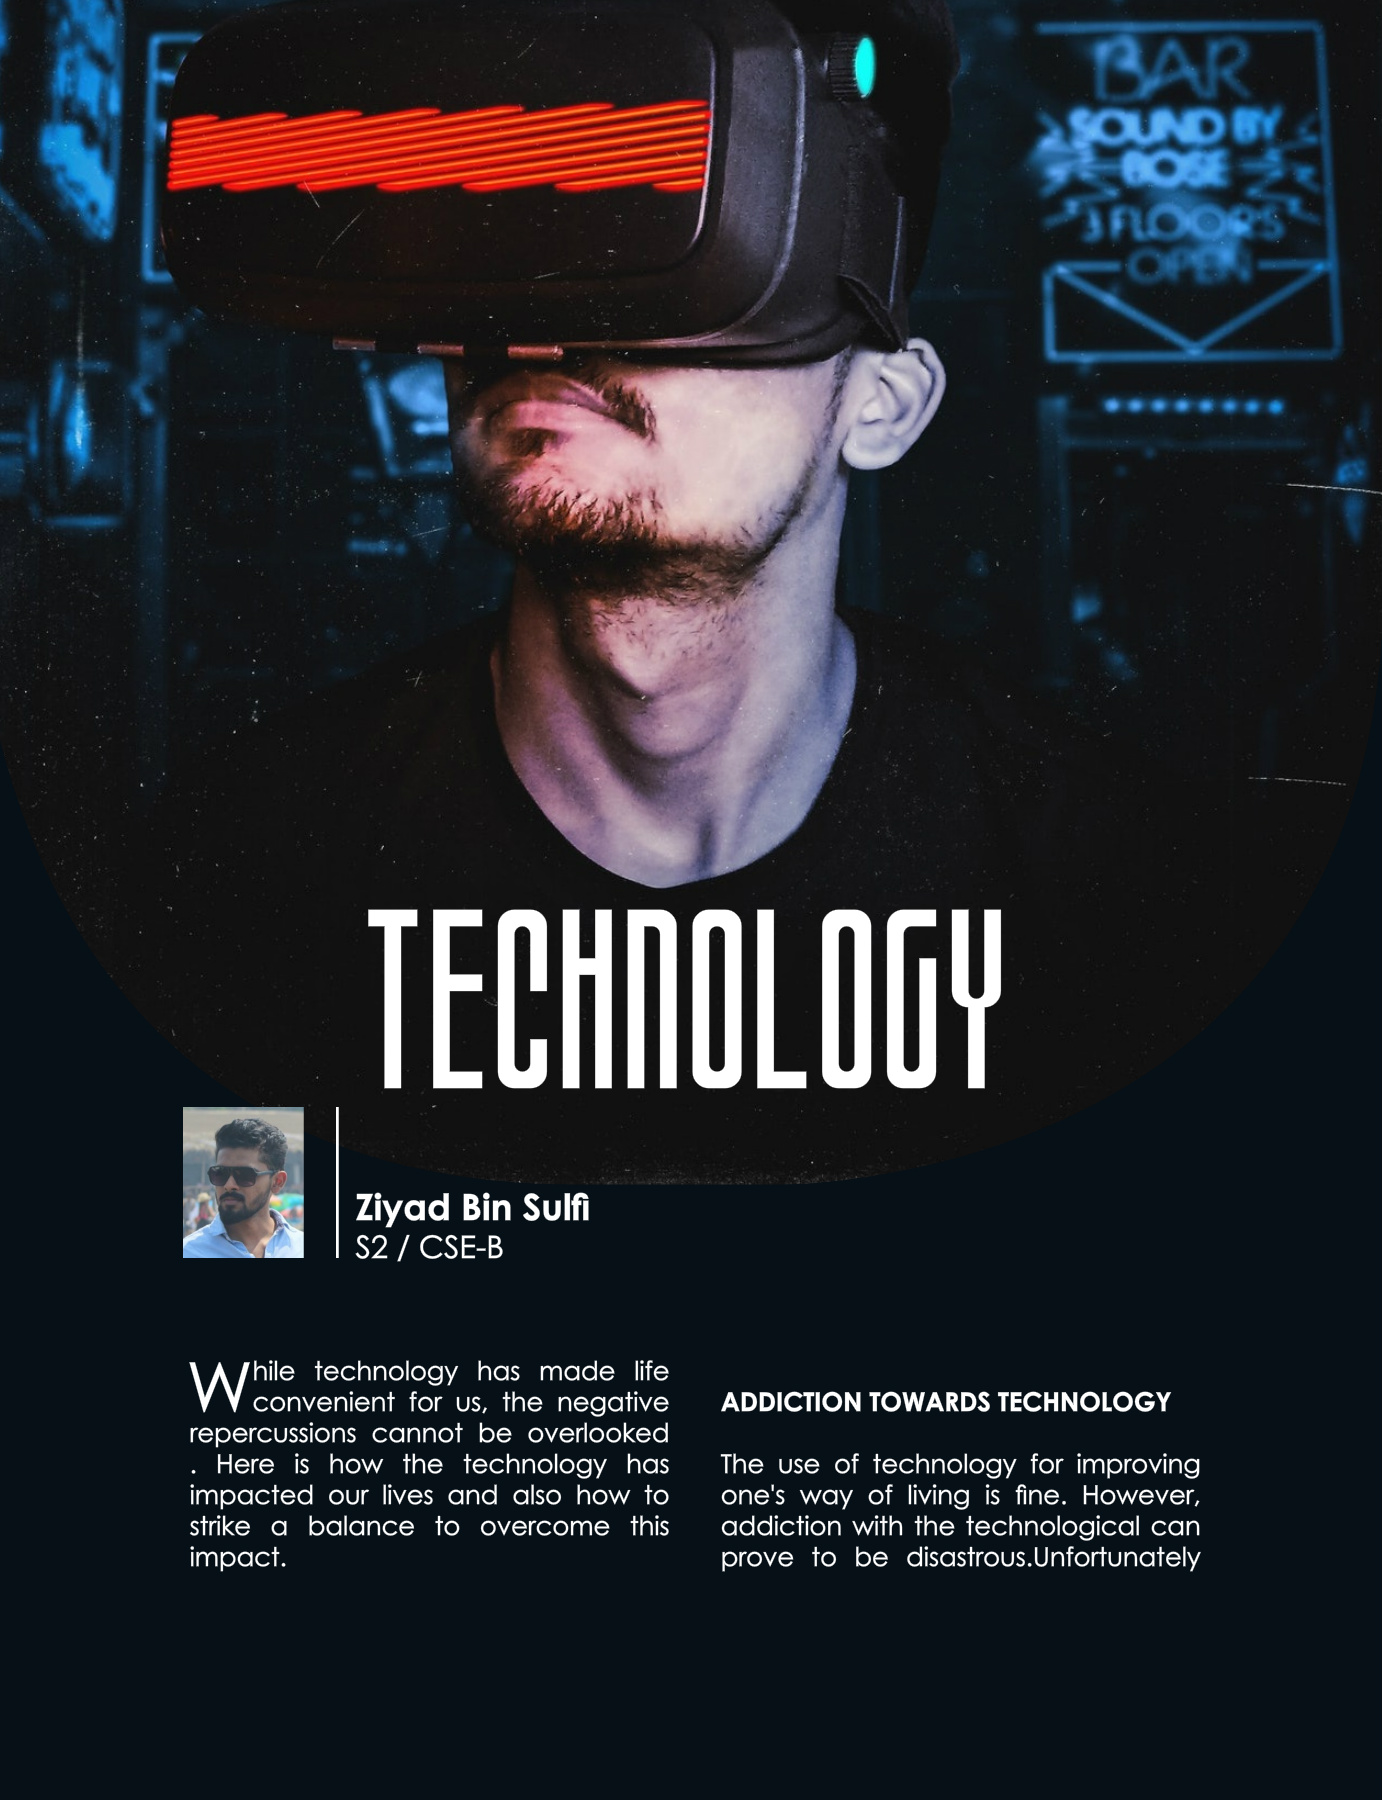 BAR
SOUND BY
BOSE
3 FLOORS
OPEN
TECHNOLOGY
Ziyad Bin Sulfi
S2 / CSE-B
While technology has made life
convenient for us, the negative
repercussions cannot be overlooked
. Here is how the technology has
impacted our lives and also how to
strike a balance to overcome this
impact.
ADDICTION TOWARDS TECHNOLOGY
The use of technology for improving
one's way of living is fine. However,
addiction with the technological can
prove to be disastrous.Unfortunately